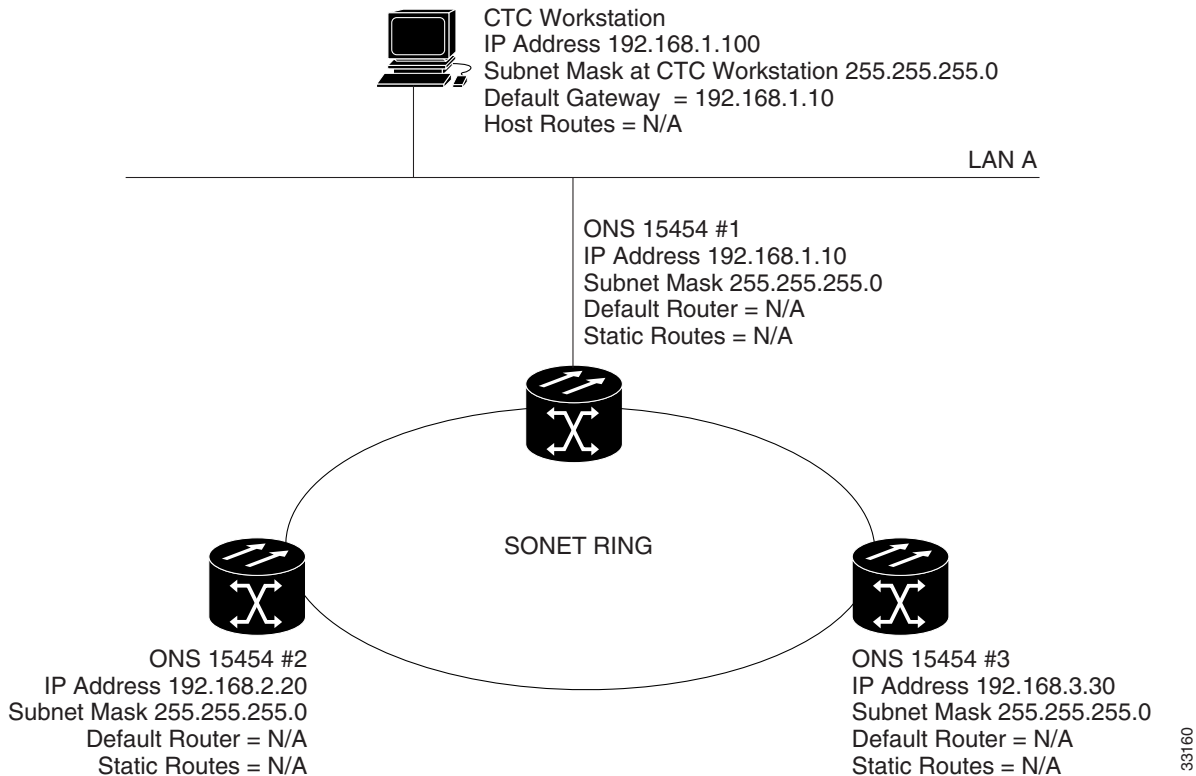 CTC Workstation
IP Address 192.168.1.100
Subnet Mask at CTC Workstation 255.255.255.0
Default Gateway = 192.168.1.10
Host Routes = N/A
LAN A
ONS 15454 #1
IP Address 192.168.1.10
Subnet Mask 255.255.255.0
Default Router = N/A
Static Routes = N/A
SONET RING
ONS 15454 #2
IP Address 192.168.2.20
Subnet Mask 255.255.255.0
Default Router = N/A
Static Routes = N/A
ONS 15454 #3
IP Address 192.168.3.30
Subnet Mask 255.255.255.0
Default Router = N/A
Static Routes = N/A
33160